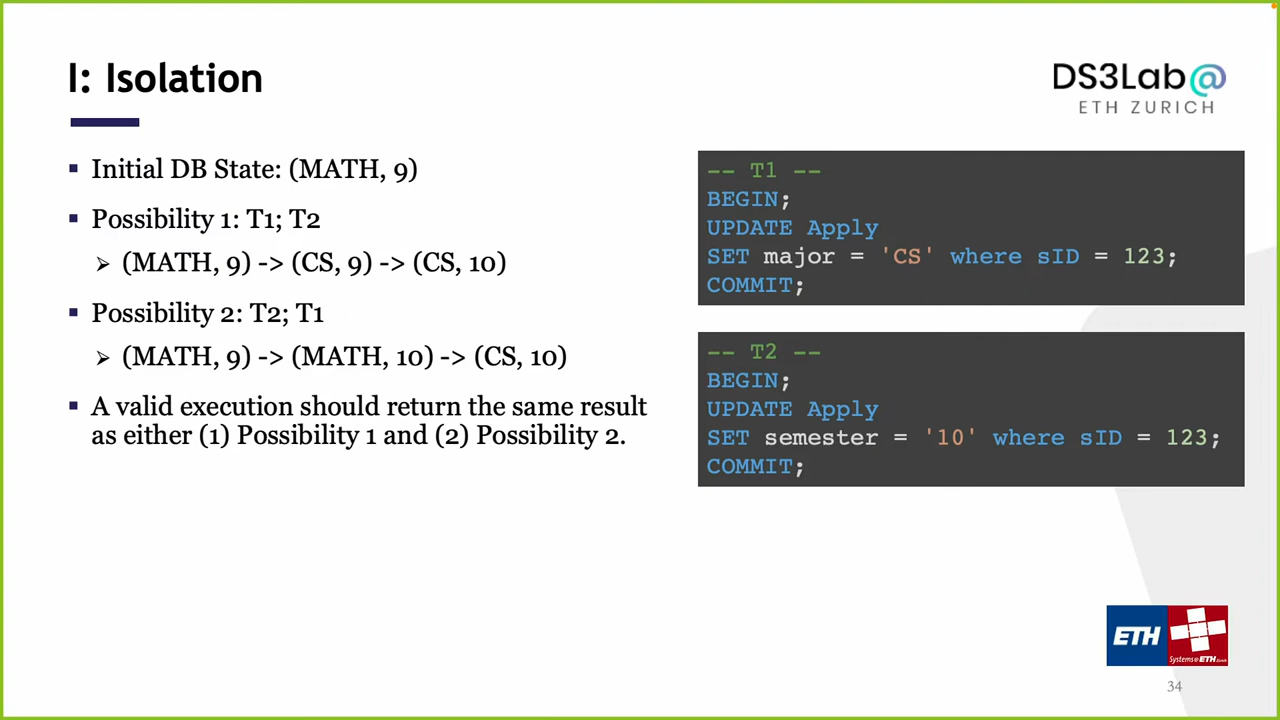 I: Isolation
DS3Lab@
ETH ZURICH
▪ Initial DB State: (MATH, 9)
▪ Possibility 1: T1; T2
➢ (MATH, 9) -> (CS, 9) -> (CS, 10)
▪ Possibility 2: T2; T1
➢ (MATH, 9) -> (MATH, 10) -> (CS, 10)
▪ A valid execution should return the same result
as either (1) Possibility 1 and (2) Possibility 2.
-- T1 --
BEGIN;
UPDATE Apply
SET major = 'CS' where sID = 123;
COMMIT;
-- T2 --
BEGIN;
UPDATE Apply
SET semester = '10' where sID = 123;
COMMIT;
ETH
Systems@ETH Zürich
34